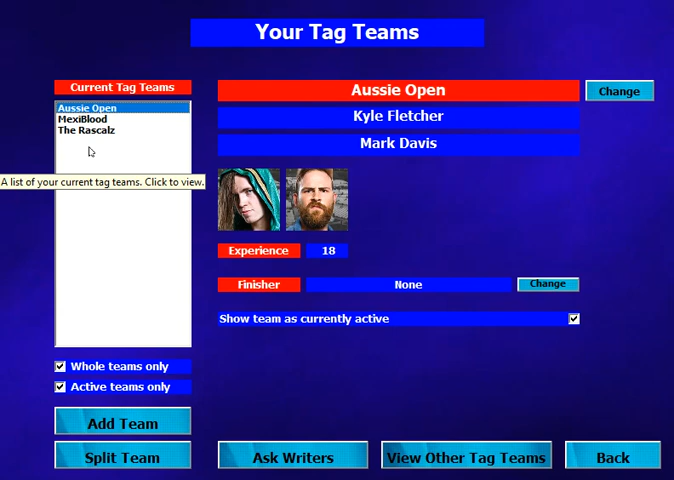 Your Tag Teams
Current Tag Teams
Aussie Open
MexiBlood
The Rascalz
A list of your current tag teams. Click to view.
Whole teams only
Active teams only
Add Team
Split Team
Aussie Open
Change
Kyle Fletcher
Mark Davis
Experience 18
Finisher None Change
Show team as currently active
Ask Writers
View Other Tag Teams
Back